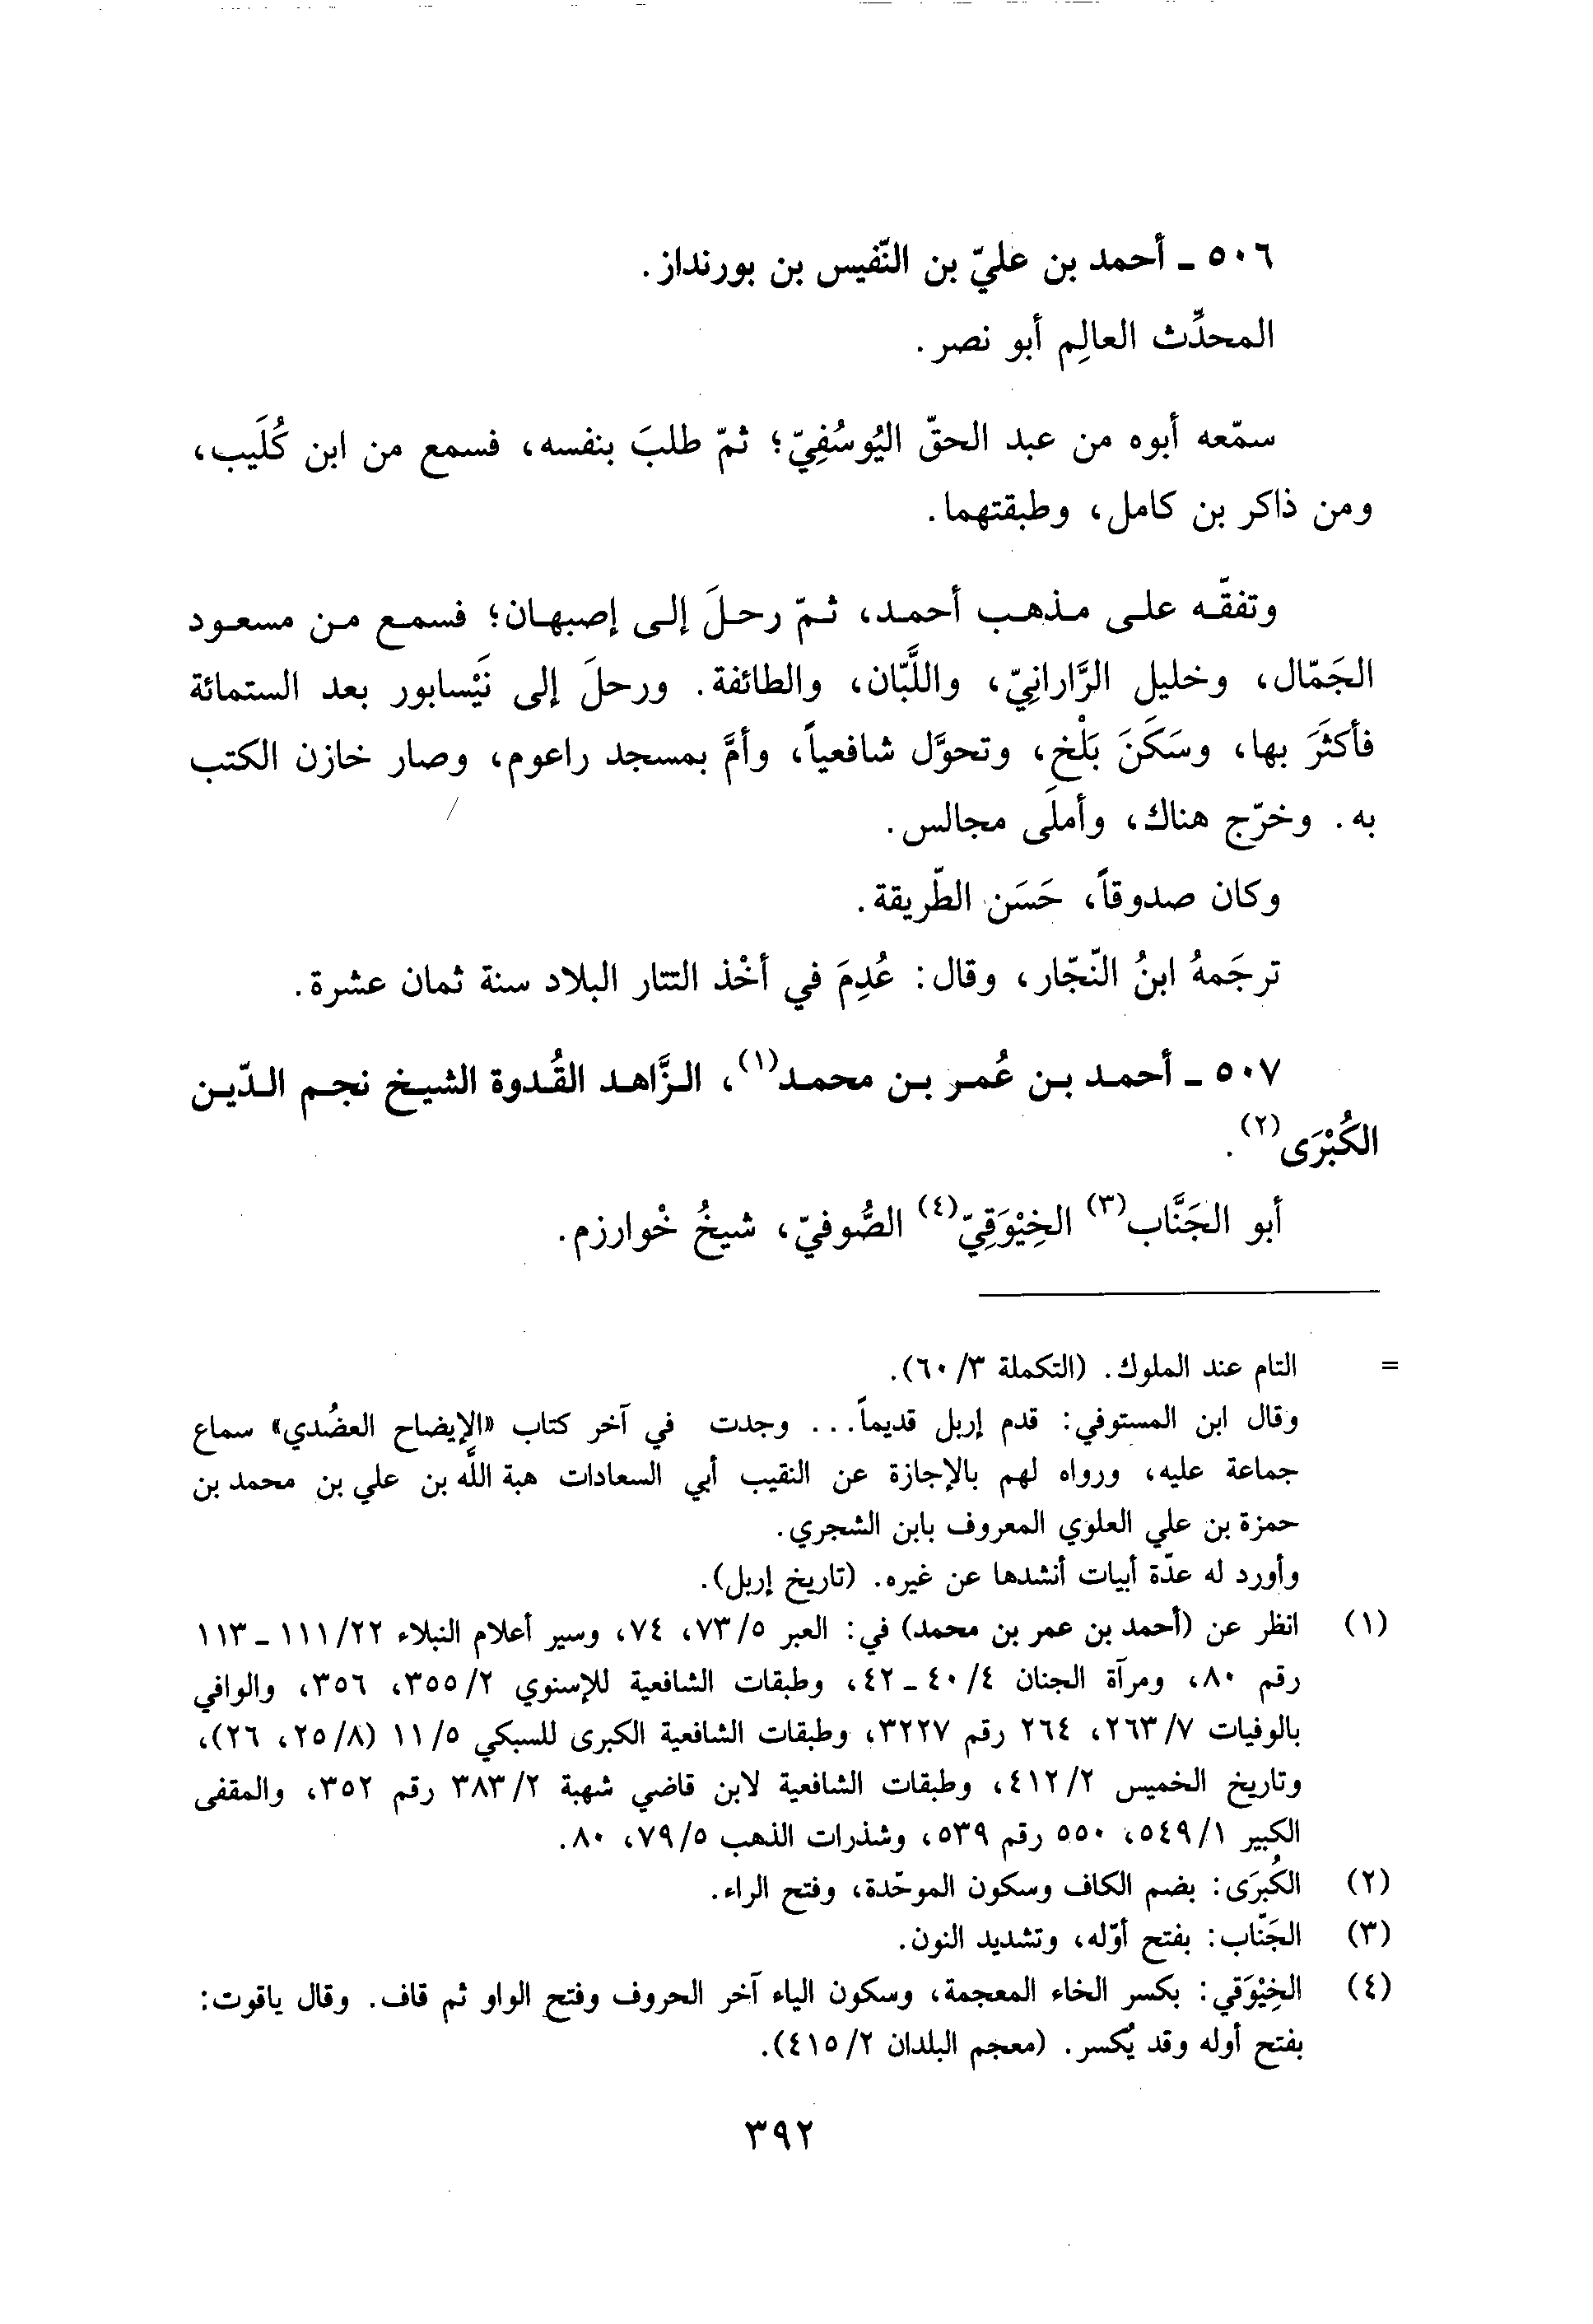 ٥٠٦ ـ أحمد بن عليّ بن النّفيس بن بورنداز.
المحدِّث العالِم أبو نصر.
سمّعه أبوه من عبد الحقّ اليُوسُفِيّ؛ ثمّ طلبَ بنفسه، فسمع من ابن كُلَيب،
ومن ذاكر بن كامل، وطبقتهما.
وتفقّه على مذهب أحمد، ثمّ رحلَ إلى إصبهان؛ فسمع من مسعود
الجَمّال، وخليل الرَّارانِيّ، واللَّبّان، والطائفة. ورحلَ إلى نَيْسابور بعد الستمائة
فأكثَرَ بها، وسَكَنَ بَلْخ، وتحوَّل شافعياً، وأمَّ بمسجد راعوم، وصار خازن الكتب
به. وخرّج هناك، وأملَى مجالس.
وكان صدوقاً، حَسَن الطّريقة.
ترجَمهُ ابنُ النّجّار، وقال: عُدِمَ في أخْذ التتار البلاد سنة ثمان عشرة.
٥٠٧ ـ أحمد بن عُمر بن محمد(١)، الزَّاهد القُدوة الشيخ نجم الدّين
الكُبْرَى(٢).
أبو الجَنَّاب(٣) الخِيْوَقِيّ(٤) الصُّوفيّ، شيخُ خْوارزم.
= التام عند الملوك. (التكملة ٣/٦٠).
وقال ابن المستوفي: قدم إربل قديماً... وجدت في آخر كتاب «الإيضاح العضُدي» سماع
جماعة عليه، ورواه لهم بالإجازة عن النقيب أبي السعادات هبة اللَّه بن علي بن محمد بن
حمزة بن علي العلوي المعروف بابن الشجري.
وأورد له عدّة أبيات أنشدها عن غيره. (تاريخ إربل).
(١) انظر عن (أحمد بن عمر بن محمد) في: العبر ٥/٧٣، ٧٤، وسير أعلام النبلاء ٢٢/١١١ ـ ١١٣
رقم ٨٠، ومرآة الجنان ٤/٤٠ ـ ٤٢، وطبقات الشافعية للإسنوي ٢/٣٥٥، ٣٥٦، والوافي
بالوفيات ٧/٢٦٣، ٢٦٤ رقم ٣٢٢٧، وطبقات الشافعية الكبرى للسبكي ٥/١١ (٨/٢٥، ٢٦)،
وتاريخ الخميس ٢/٤١٢، وطبقات الشافعية لابن قاضي شهبة ٢/٣٨٣ رقم ٣٥٢، والمقفى
الكبير ١/٥٤٩، ٥٥٠ رقم ٥٣٩، وشذرات الذهب ٥/٧٩، ٨٠.
(٢) الكُبرَى: بضم الكاف وسكون الموحّدة، وفتح الراء.
(٣) الجَنّاب: بفتح أوّله، وتشديد النون.
(٤) الخِيْوَقي: بكسر الخاء المعجمة، وسكون الياء آخر الحروف وفتح الواو ثم قاف. وقال ياقوت:
بفتح أوله وقد يُكسر. (معجم البلدان ٢/٤١٥).
٣٩٢